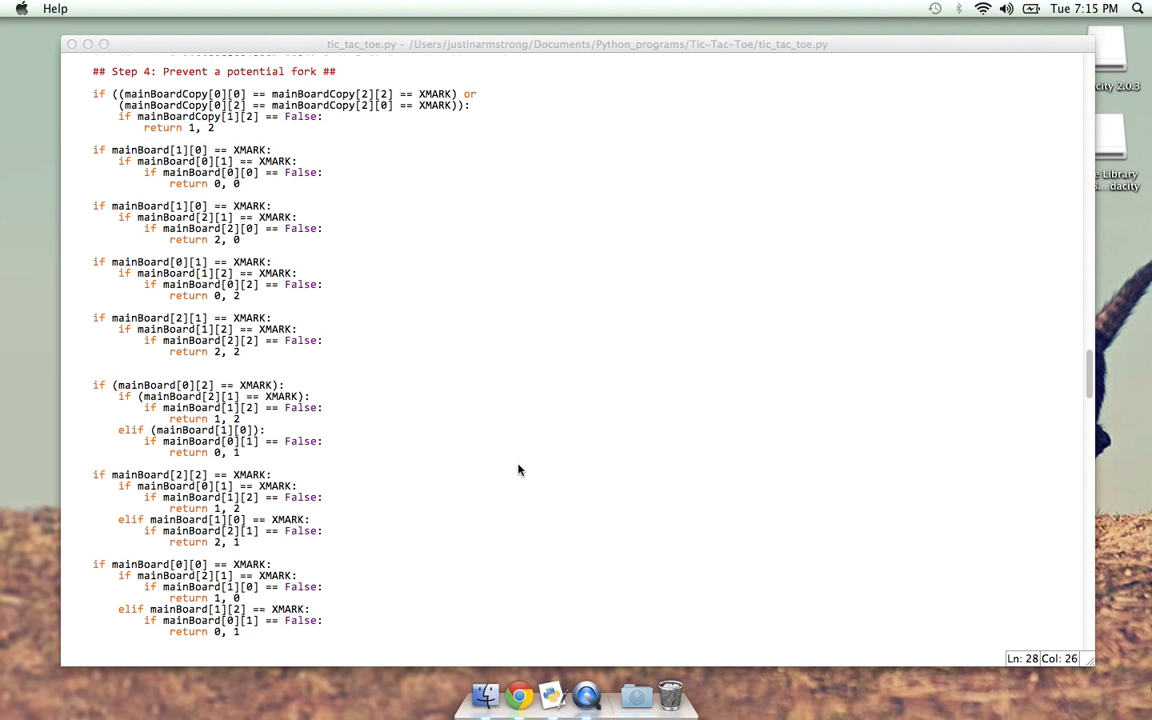 Help
Tue 7:15 PM
tic_tac_toe.py – /Users/justinarmstrong/Documents/Python_programs/Tic-Tac-Toe/tic_tac_toe.py
## Step 4: Prevent a potential fork ##
if ((mainBoardCopy[0][0] == mainBoardCopy[2][2] == XMARK) or
(mainBoardCopy[0][2] == mainBoardCopy[2][0] == XMARK)):
if mainBoardCopy[1][2] == False:
return 1, 2
if mainBoard[1][0] == XMARK:
if mainBoard[0][1] == XMARK:
if mainBoard[0][0] == False:
return 0, 0
if mainBoard[1][0] == XMARK:
if mainBoard[2][1] == XMARK:
if mainBoard[2][0] == False:
return 2, 0
if mainBoard[0][1] == XMARK:
if mainBoard[1][2] == XMARK:
if mainBoard[0][2] == False:
return 0, 2
if mainBoard[2][1] == XMARK:
if mainBoard[1][2] == XMARK:
if mainBoard[2][2] == False:
return 2, 2
if (mainBoard[0][2] == XMARK):
if (mainBoard[2][1] == XMARK):
if mainBoard[1][2] == False:
return 1, 2
elif (mainBoard[1][0]):
if mainBoard[0][1] == False:
return 0, 1
if mainBoard[2][2] == XMARK:
if mainBoard[0][1] == XMARK:
if mainBoard[1][2] == False:
return 1, 2
elif mainBoard[1][0] == XMARK:
if mainBoard[2][1] == False:
return 2, 1
if mainBoard[0][0] == XMARK:
if mainBoard[2][1] == XMARK:
if mainBoard[1][0] == False:
return 1, 0
elif mainBoard[1][2] == XMARK:
if mainBoard[0][1] == False:
return 0, 1
Ln: 28 Col: 26
city 2.0.3
e Library
s....dacity